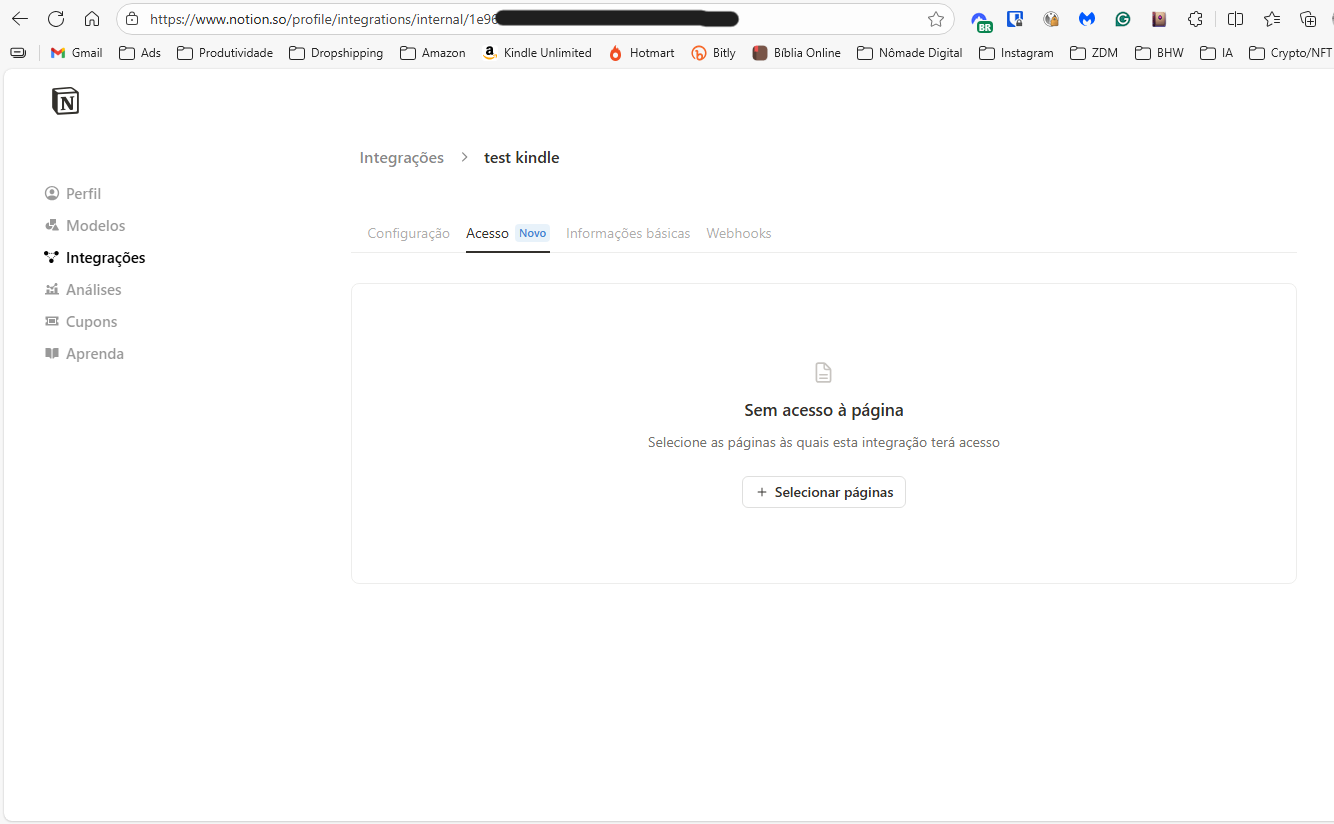 https://www.notion.so/profile/integrations/internal/1e96
BR
Gmail Ads Produtividade Dropshipping Amazon Kindle Unlimited Hotmart Bitly Bíblia Online Nômade Digital Instagram ZDM BHW IA Crypto/NFT
Integrações > test kindle
Perfil
Modelos
Integrações
Análises
Cupons
Aprenda
Configuração Acesso Novo Informações básicas Webhooks
Sem acesso à página
Selecione as páginas às quais esta integração terá acesso
+ Selecionar páginas